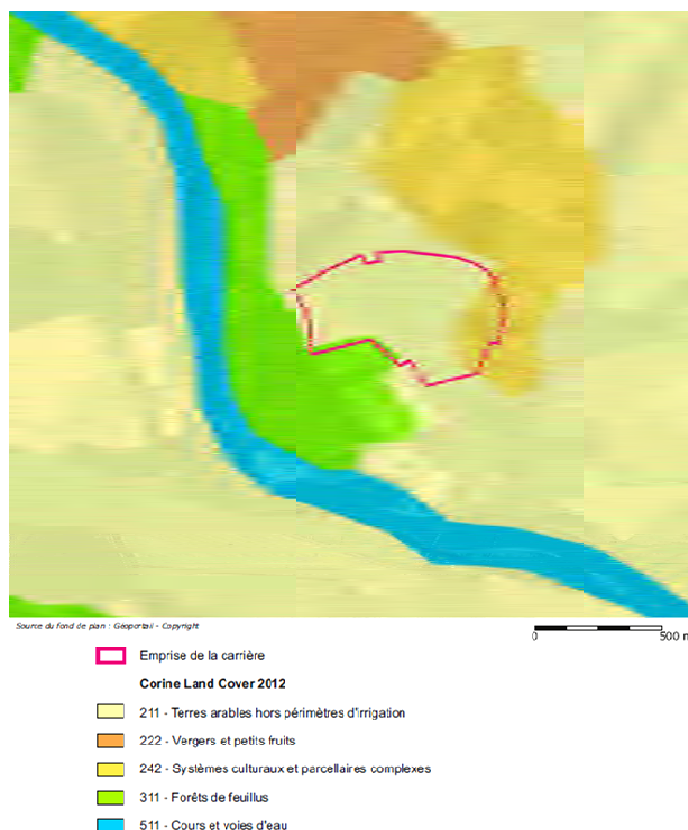 Source du fond de plan : Géoportail - Copyright
0 500 m
Emprise de la carrière
Corine Land Cover 2012
211 - Terres arables hors périmètres d'irrigation
222 - Vergers et petits fruits
242 - Systèmes culturaux et parcellaires complexes
311 - Forêts de feuillus
511 - Cours et voies d'eau